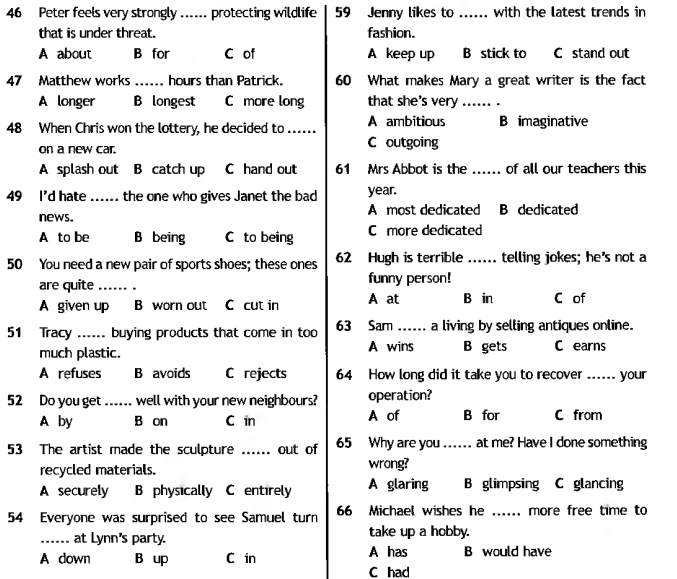 46 Peter feels very strongly ...... protecting wildlife
that is under threat.
A about B for C of
47 Matthew works ...... hours than Patrick.
A longer B longest C more long
48 When Chris won the lottery, he decided to ......
on a new car.
A splash out B catch up C hand out
49 I'd hate ...... the one who gives Janet the bad
news.
A to be B being C to being
50 You need a new pair of sports shoes; these ones
are quite ...... .
A given up B worn out C cut in
51 Tracy ...... buying products that come in too
much plastic.
A refuses B avoids C rejects
52 Do you get ...... well with your new neighbours?
A by B on C in
53 The artist made the sculpture ...... out of
recycled materials.
A securely B physically C entirely
54 Everyone was surprised to see Samuel turn
...... at Lynn's party.
A down B up C in
59 Jenny likes to ...... with the latest trends in
fashion.
A keep up B stick to C stand out
60 What makes Mary a great writer is the fact
that she's very ...... .
A ambitious B imaginative
C outgoing
61 Mrs Abbot is the ...... of all our teachers this
year.
A most dedicated B dedicated
C more dedicated
62 Hugh is terrible ...... telling jokes; he's not a
funny person!
A at B in C of
63 Sam ...... a living by selling antiques online.
A wins B gets C earns
64 How long did it take you to recover ...... your
operation?
A of B for C from
65 Why are you ...... at me? Have I done something
wrong?
A glaring B glimpsing C glancing
66 Michael wishes he ...... more free time to
take up a hobby.
A has B would have
C had